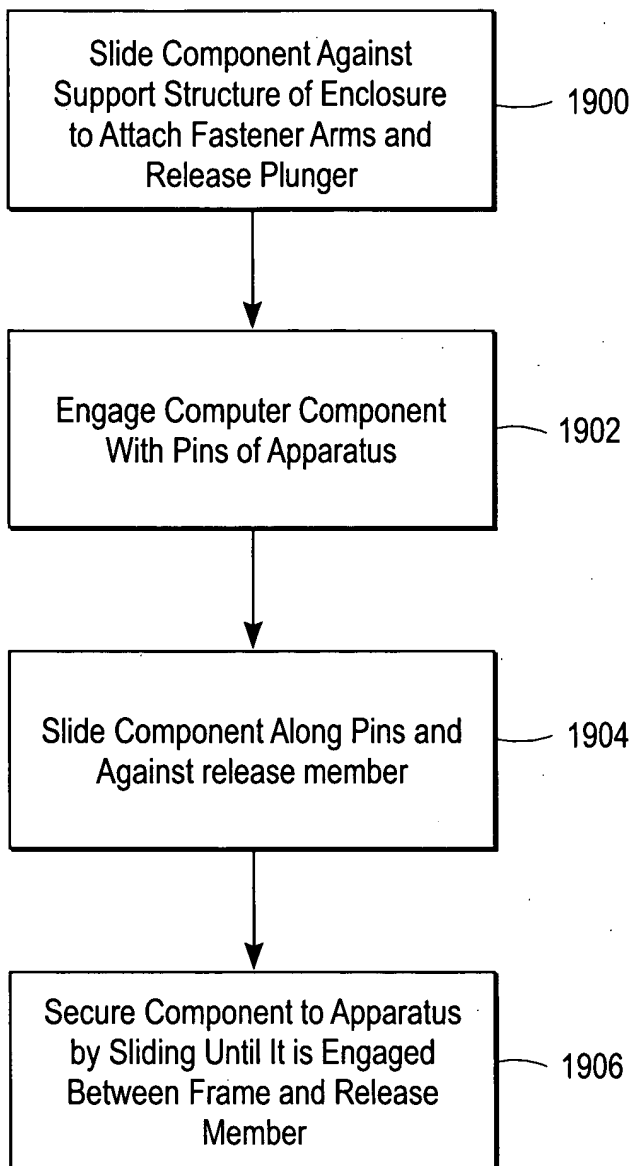 Slide Component Against
Support Structure of Enclosure
to Attach Fastener Arms and
Release Plunger
1900
Engage Computer Component
With Pins of Apparatus
1902
Slide Component Along Pins and
Against release member
1904
Secure Component to Apparatus
by Sliding Until It is Engaged
Between Frame and Release
Member
1906